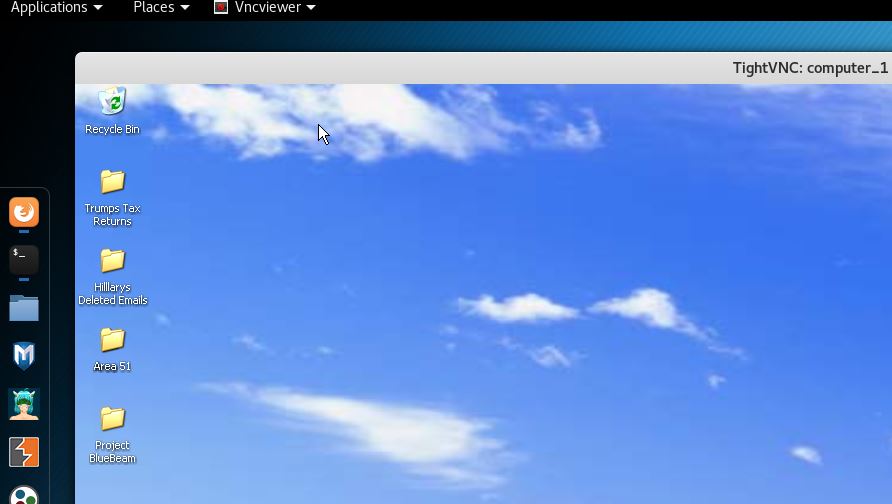 Applications Places Vncviewer
TightVNC: computer_1
Recycle Bin
Trumps Tax
Returns
Hilllarys
Deleted Emails
Area 51
Project
BlueBeam
$_